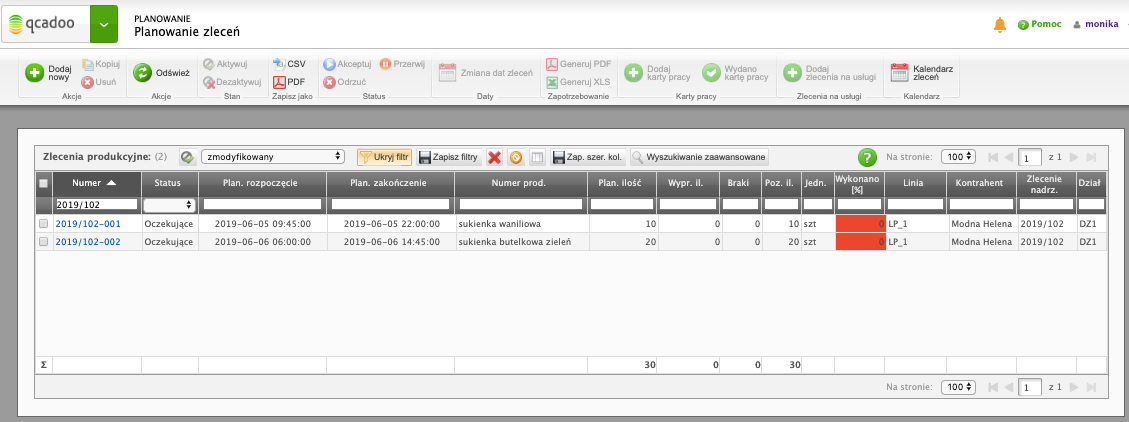 qcadoo
PLANOWANIE
Planowanie zleceń
Pomoc
monika
Dodaj nowy
Kopiuj
Usuń
Akcje
Odśwież
Akcje
Aktywuj
Dezaktywuj
Stan
CSV
PDF
Zapisz jako
Akceptuj
Przerwij
Odrzuć
Status
Zmiana dat zleceń
Daty
Generuj PDF
Generuj XLS
Zapotrzebowanie
Dodaj karty pracy
Wydano kartę pracy
Karty pracy
Dodaj zlecenia na usługi
Zlecenia na usługi
Kalendarz zleceń
Kalendarz
Zlecenia produkcyjne: (2) zmodyfikowany Ukryj filtr Zapisz filtry Zap. szer. kol. Wyszukiwanie zaawansowane Na stronie: 100 1 z 1
Numer Status Plan. rozpoczęcie Plan. zakończenie Numer prod. Plan. ilość Wypr. il. Braki Poz. il. Jedn. Wykonano [%] Linia Kontrahent Zlecenie nadrz. Dział
2019/102
2019/102-001 Oczekujące 2019-06-05 09:45:00 2019-06-05 22:00:00 sukienka waniliowa 10 0 0 10 szt 0 LP_1 Modna Helena 2019/102 DZ1
2019/102-002 Oczekujące 2019-06-06 06:00:00 2019-06-06 14:45:00 sukienka butelkowa zieleń 20 0 0 20 szt 0 LP_1 Modna Helena 2019/102 DZ1
Σ 30 0 0 30
Na stronie: 100 1 z 1